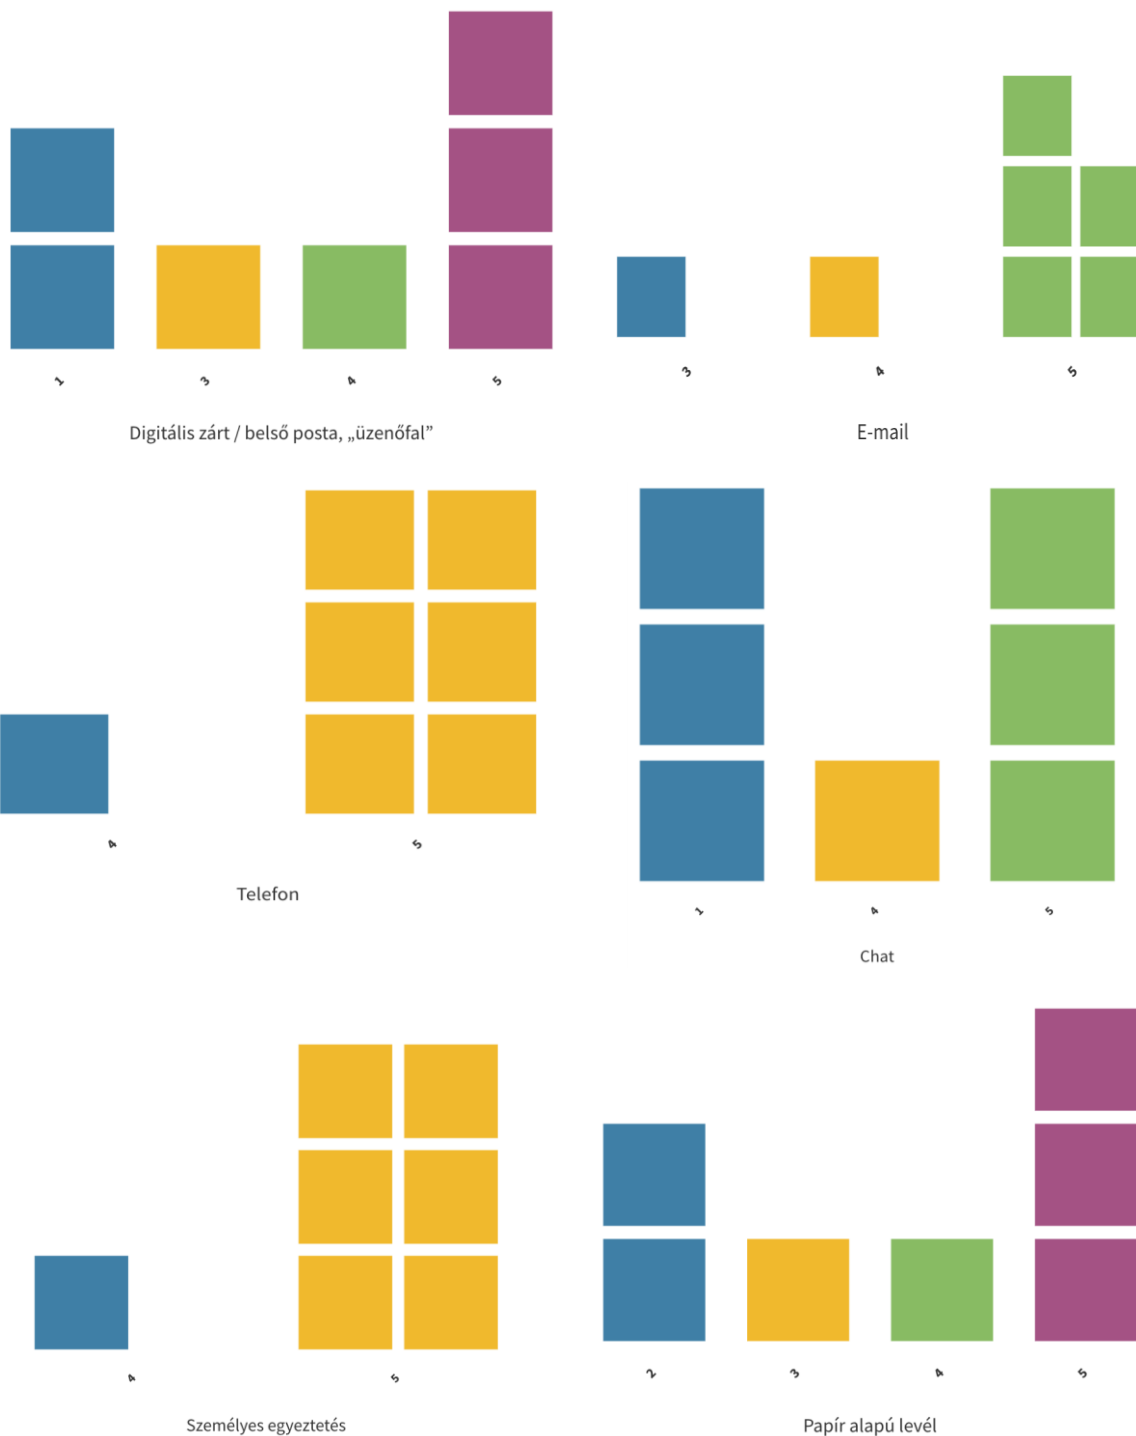 1 3 4 5
Digitális zárt / belső posta, „üzenőfal”
3 4 5
E-mail
4 5
Telefon
1 4 5
Chat
4 5
Személyes egyeztetés
2 3 4 5
Papír alapú levél